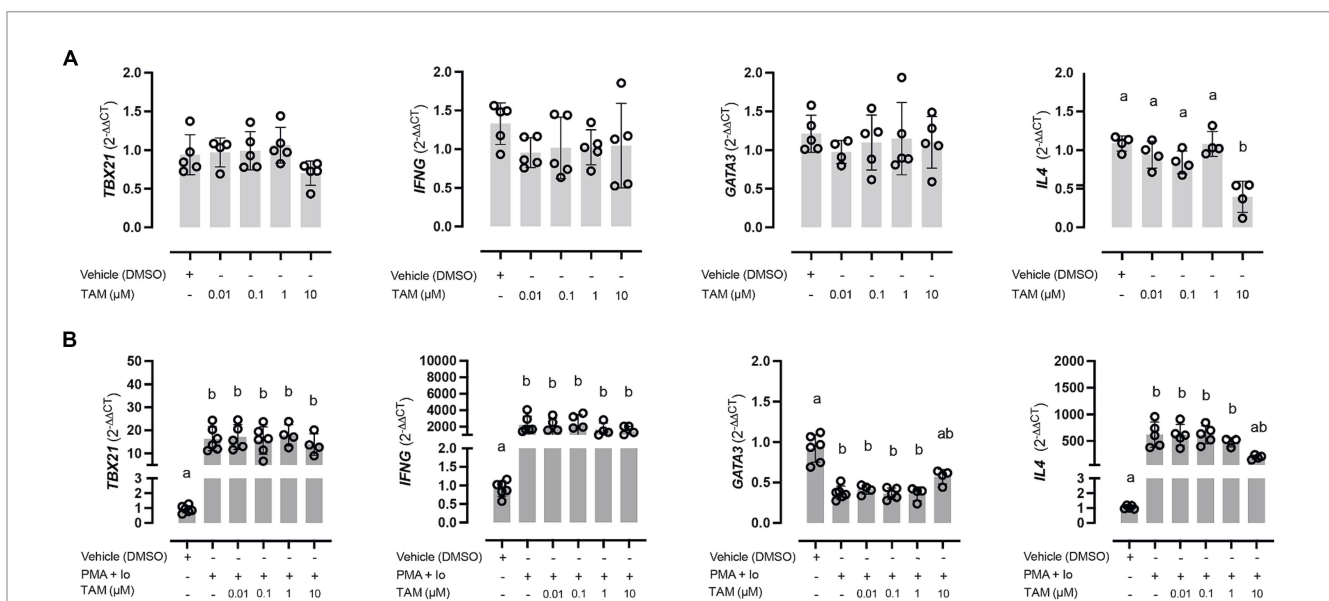 A
TBX21 (2-ΔΔCT)
2.0
1.5
1.0
0.5
0.0
Vehicle (DMSO) + - - - -
TAM (µM) - 0.01 0.1 1 10
IFNG (2-ΔΔCT)
2.0
1.5
1.0
0.5
0.0
Vehicle (DMSO) + - - - -
TAM (µM) - 0.01 0.1 1 10
GATA3 (2-ΔΔCT)
2.0
1.5
1.0
0.5
0.0
Vehicle (DMSO) + - - - -
TAM (µM) - 0.01 0.1 1 10
IL4 (2-ΔΔCT)
2.0
1.5
1.0
0.5
0.0
a a a a b
Vehicle (DMSO) + - - - -
TAM (µM) - 0.01 0.1 1 10
B
TBX21 (2-ΔΔCT)
50
40
30
20
10
3
2
1
0
a b b b b b
Vehicle (DMSO) + - - - - -
PMA + Io - + + + + +
TAM (µM) - - 0.01 0.1 1 10
IFNG (2-ΔΔCT)
10000
8000
6000
4000
2000
2.0
1.5
1.0
0.5
0.0
a b b b b b
Vehicle (DMSO) + - - - - -
PMA + Io - + + + + +
TAM (µM) - - 0.01 0.1 1 10
GATA3 (2-ΔΔCT)
2.0
1.5
1.0
0.5
0.0
a b b b b ab
Vehicle (DMSO) + - - - - -
PMA + Io - + + + + +
TAM (µM) - - 0.01 0.1 1 10
IL4 (2-ΔΔCT)
2000
1500
1000
500
3
2
1
0
a b b b b ab
Vehicle (DMSO) + - - - - -
PMA + Io - + + + + +
TAM (µM) - - 0.01 0.1 1 10